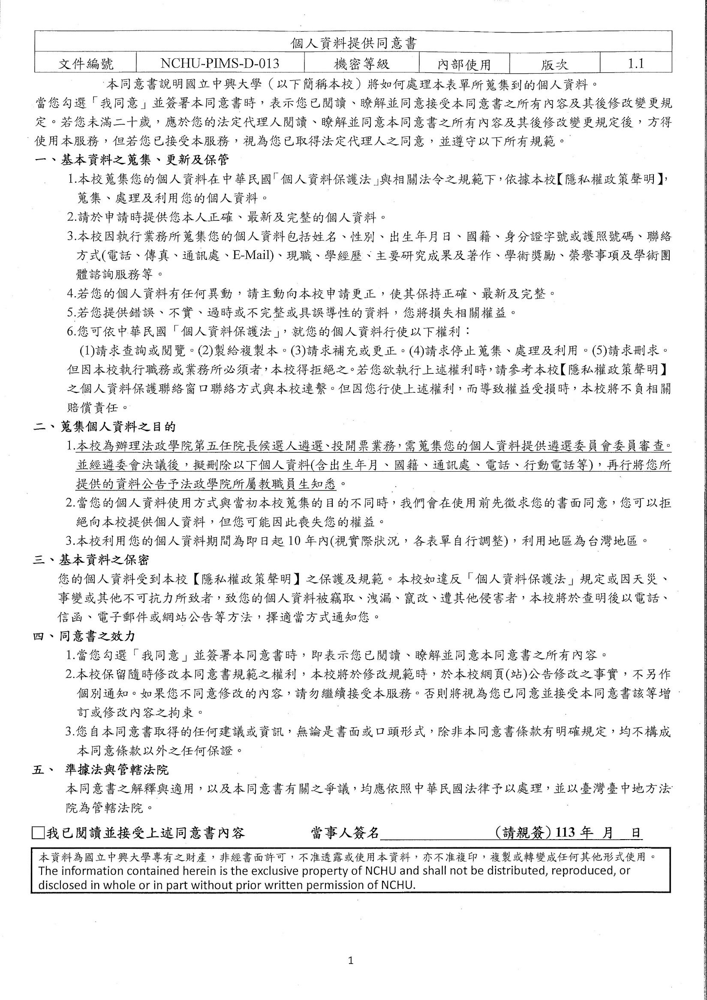 個人資料提供同意書
文件編號 NCHU-PIMS-D-013 機密等級 內部使用 版次 1.1
本同意書說明國立中興大學（以下簡稱本校）將如何處理本表單所蒐集到的個人資料。
當您勾選「我同意」並簽署本同意書時，表示您已閱讀、瞭解並同意接受本同意書之所有內容及其後修改變更規
定。若您未滿二十歲，應於您的法定代理人閱讀、瞭解並同意本同意書之所有內容及其後修改變更規定後，方得
使用本服務，但若您已接受本服務，視為您已取得法定代理人之同意，並遵守以下所有規範。
一、基本資料之蒐集、更新及保管
1.本校蒐集您的個人資料在中華民國「個人資料保護法」與相關法令之規範下，依據本校【隱私權政策聲明】，
蒐集、處理及利用您的個人資料。
2.請於申請時提供您本人正確、最新及完整的個人資料。
3.本校因執行業務所蒐集您的個人資料包括姓名、性別、出生年月日、國籍、身分證字號或護照號碼、聯絡
方式(電話、傳真、通訊處、E-Mail)、現職、學經歷、主要研究成果及著作、學術獎勵、榮譽事項及學術團
體諮詢服務等。
4.若您的個人資料有任何異動，請主動向本校申請更正，使其保持正確、最新及完整。
5.若您提供錯誤、不實、過時或不完整或具誤導性的資料，您將損失相關權益。
6.您可依中華民國「個人資料保護法」，就您的個人資料行使以下權利：
(1)請求查詢或閱覽。(2)製給複製本。(3)請求補充或更正。(4)請求停止蒐集、處理及利用。(5)請求刪求。
但因本校執行職務或業務所必須者，本校得拒絕之。若您欲執行上述權利時，請參考本校【隱私權政策聲明】
之個人資料保護聯絡窗口聯絡方式與本校連繫。但因您行使上述權利，而導致權益受損時，本校將不負相關
賠償責任。
二、蒐集個人資料之目的
1.本校為辦理法政學院第五任院長候選人遴選、投開票業務，需蒐集您的個人資料提供遴選委員會委員審查。
並經遴委會決議後，擬刪除以下個人資料(含出生年月、國籍、通訊處、電話、行動電話等)，再行將您所
提供的資料公告予法政學院所屬教職員生知悉。
2.當您的個人資料使用方式與當初本校蒐集的目的不同時，我們會在使用前先徵求您的書面同意，您可以拒
絕向本校提供個人資料，但您可能因此喪失您的權益。
3.本校利用您的個人資料期間為即日起 10 年內(視實際狀況，各表單自行調整)，利用地區為台灣地區。
三、基本資料之保密
您的個人資料受到本校【隱私權政策聲明】之保護及規範。本校如違反「個人資料保護法」規定或因天災、
事變或其他不可抗力所致者，致您的個人資料被竊取、洩漏、竄改、遭其他侵害者，本校將於查明後以電話、
信函、電子郵件或網站公告等方法，擇適當方式通知您。
四、同意書之效力
1.當您勾選「我同意」並簽署本同意書時，即表示您已閱讀、瞭解並同意本同意書之所有內容。
2.本校保留隨時修改本同意書規範之權利，本校將於修改規範時，於本校網頁(站)公告修改之事實，不另作
個別通知。如果您不同意修改的內容，請勿繼續接受本服務。否則將視為您已同意並接受本同意書該等增
訂或修改內容之拘束。
3.您自本同意書取得的任何建議或資訊，無論是書面或口頭形式，除非本同意書條款有明確規定，均不構成
本同意條款以外之任何保證。
五、 準據法與管轄法院
本同意書之解釋與適用，以及本同意書有關之爭議，均應依照中華民國法律予以處理，並以臺灣臺中地方法
院為管轄法院。
□我已閱讀並接受上述同意書內容 當事人簽名＿＿＿＿＿＿＿＿（請親簽）113 年 月 日
本資料為國立中興大學專有之財產，非經書面許可，不准透露或使用本資料，亦不准複印，複製或轉變成任何其他形式使用。
The information contained herein is the exclusive property of NCHU and shall not be distributed, reproduced, or
disclosed in whole or in part without prior written permission of NCHU.
1